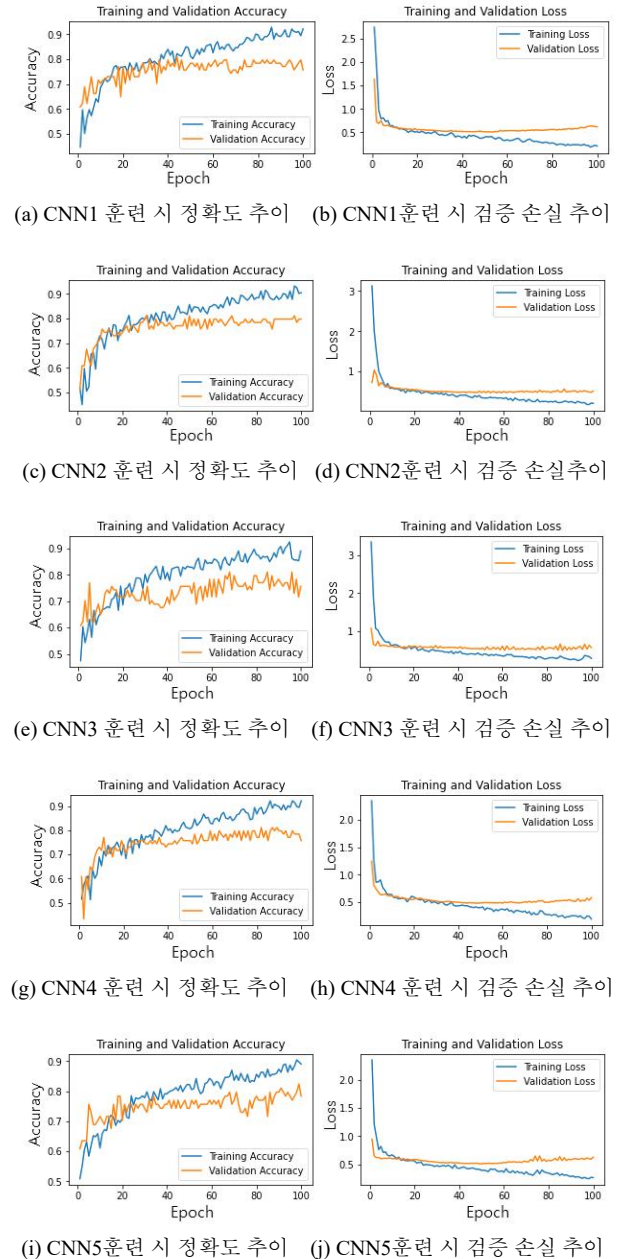 Training and Validation Accuracy
Training and Validation Loss
Accuracy
0.9
0.8
0.7
0.6
0.5
Training Accuracy
Validation Accuracy
0 20 40 60 80 100
Epoch
Loss
2.5
2.0
1.5
1.0
0.5
Training Loss
Validation Loss
0 20 40 60 80 100
Epoch
(a) CNN1 훈련 시 정확도 추이 (b) CNN1훈련 시 검증 손실 추이
Training and Validation Accuracy
Training and Validation Loss
Accuracy
0.9
0.8
0.7
0.6
0.5
Training Accuracy
Validation Accuracy
0 20 40 60 80 100
Epoch
Loss
3
2
1
Training Loss
Validation Loss
0 20 40 60 80 100
Epoch
(c) CNN2 훈련 시 정확도 추이 (d) CNN2훈련 시 검증 손실추이
Training and Validation Accuracy
Training and Validation Loss
Accuracy
0.9
0.8
0.7
0.6
0.5
Training Accuracy
Validation Accuracy
0 20 40 60 80 100
Epoch
Loss
3
2
1
Training Loss
Validation Loss
0 20 40 60 80 100
Epoch
(e) CNN3 훈련 시 정확도 추이 (f) CNN3 훈련 시 검증 손실 추이
Training and Validation Accuracy
Training and Validation Loss
Accuracy
0.9
0.8
0.7
0.6
0.5
Training Accuracy
Validation Accuracy
0 20 40 60 80 100
Epoch
Loss
2.0
1.5
1.0
0.5
Training Loss
Validation Loss
0 20 40 60 80 100
Epoch
(g) CNN4 훈련 시 정확도 추이 (h) CNN4 훈련 시 검증 손실 추이
Training and Validation Accuracy
Training and Validation Loss
Accuracy
0.9
0.8
0.7
0.6
0.5
Training Accuracy
Validation Accuracy
0 20 40 60 80 100
Epoch
Loss
2.0
1.5
1.0
0.5
Training Loss
Validation Loss
0 20 40 60 80 100
Epoch
(i) CNN5훈련 시 정확도 추이 (j) CNN5훈련 시 검증 손실 추이